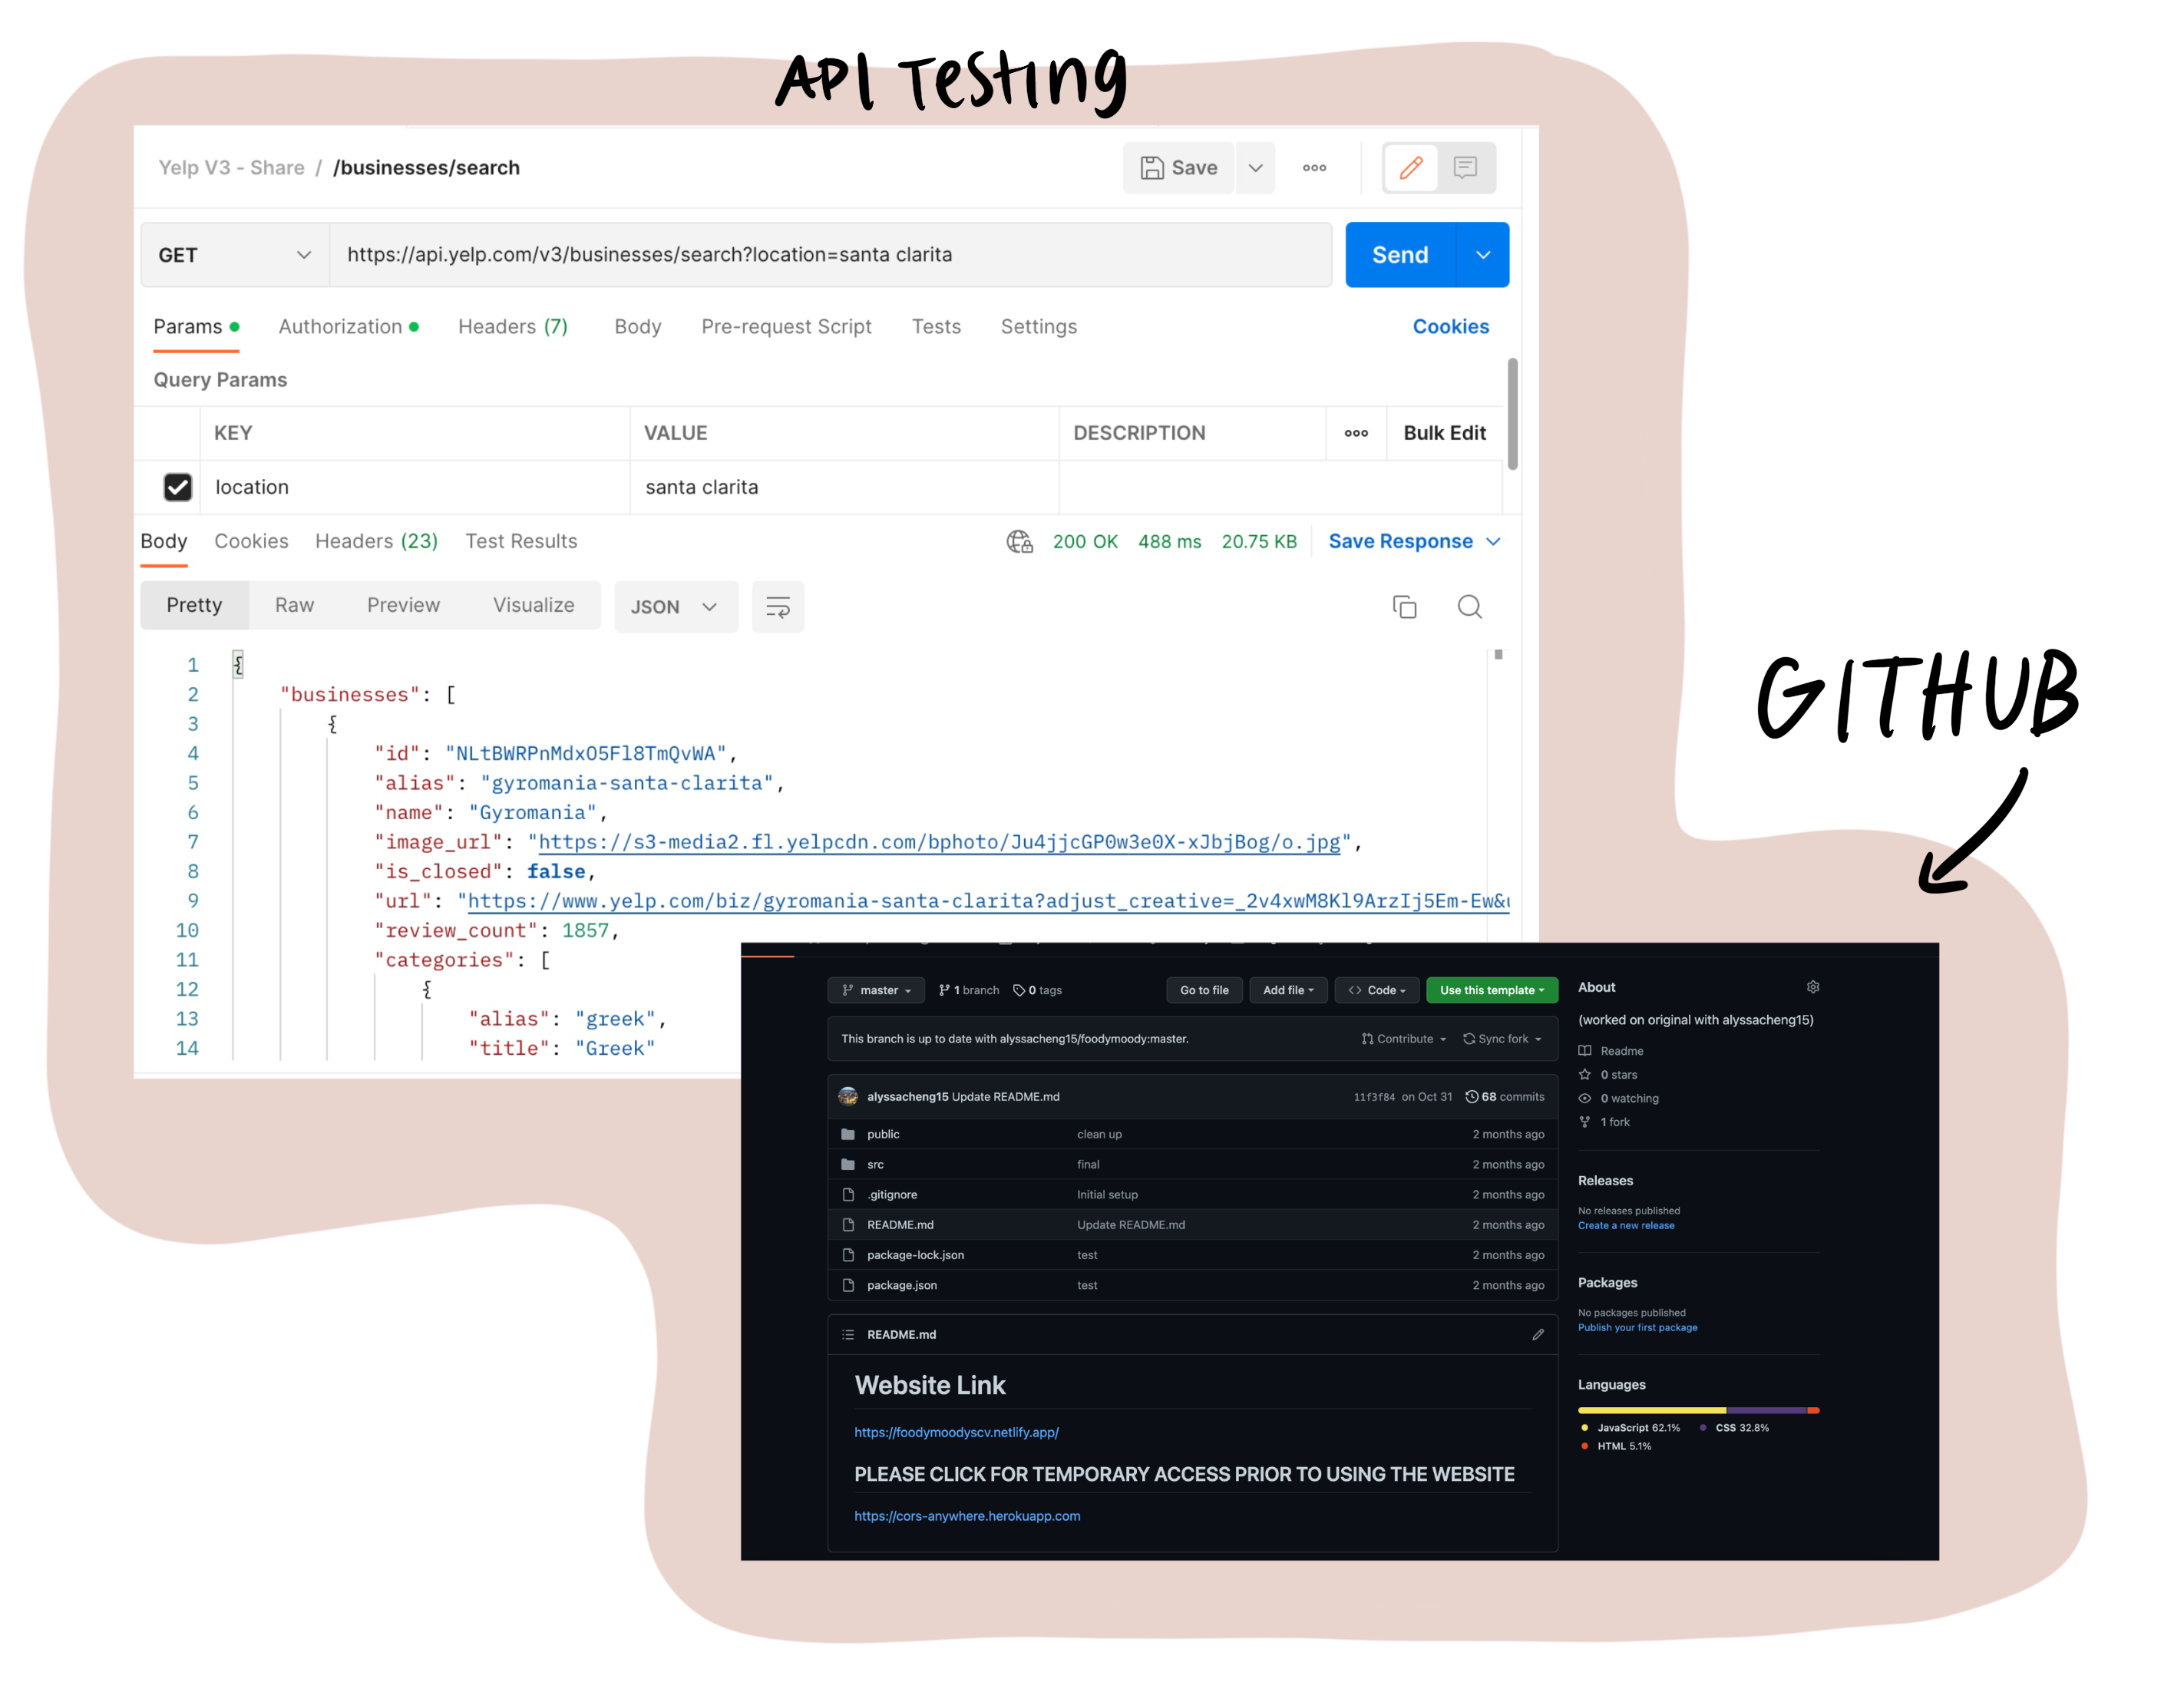 API Testing
Yelp V3 - Share / /businesses/search
Save
GET https://api.yelp.com/v3/businesses/search?location=santa clarita Send
Params Authorization Headers (7) Body Pre-request Script Tests Settings Cookies
Query Params
KEY VALUE DESCRIPTION Bulk Edit
location santa clarita
Body Cookies Headers (23) Test Results 200 OK 488 ms 20.75 KB Save Response
Pretty Raw Preview Visualize JSON
1 {
2 "businesses": [
3 {
4 "id": "NLtBWRPnMdxO5Fl8TmQvWA",
5 "alias": "gyromania-santa-clarita",
6 "name": "Gyromania",
7 "image_url": "https://s3-media2.fl.yelpcdn.com/bphoto/Ju4jjcGP0w3e0X-xJbjBog/o.jpg",
8 "is_closed": false,
9 "url": "https://www.yelp.com/biz/gyromania-santa-clarita?adjust_creative=_2v4xwM8Kl9ArzIj5Em-Ew&
10 "review_count": 1857,
11 "categories": [
12 {
13 "alias": "greek",
14 "title": "Greek"
GITHUB
master 1 branch 0 tags Go to file Add file Code Use this template
This branch is up to date with alyssacheng15/foodymoody:master. Contribute Sync fork
alyssacheng15 Update README.md 11f3f84 on Oct 31 68 commits
public clean up 2 months ago
src final 2 months ago
.gitignore Initial setup 2 months ago
README.md Update README.md 2 months ago
package-lock.json test 2 months ago
package.json test 2 months ago
README.md
Website Link
https://foodymoodyscv.netlify.app/
PLEASE CLICK FOR TEMPORARY ACCESS PRIOR TO USING THE WEBSITE
https://cors-anywhere.herokuapp.com
About
(worked on original with alyssacheng15)
Readme
0 stars
0 watching
1 fork
Releases
No releases published
Create a new release
Packages
No packages published
Publish your first package
Languages
JavaScript 62.1% CSS 32.8%
HTML 5.1%